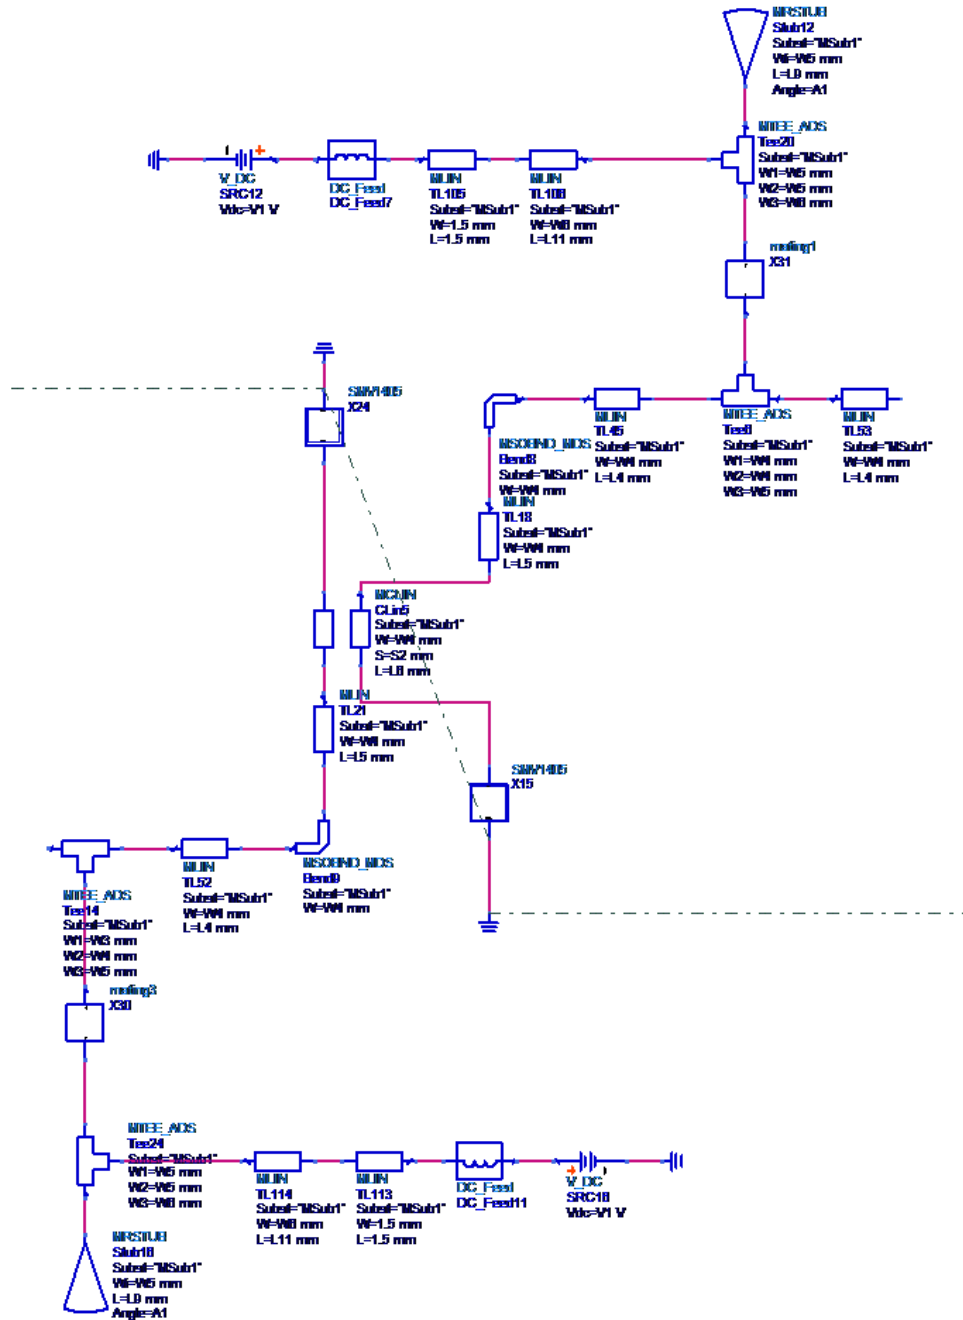 MRSTUB
Stub12
Subst="MSub1"
Wi=W5 mm
L=L9 mm
Angle=A1
MTEE_ADS
Tee20
Subst="MSub1"
W1=W5 mm
W2=W5 mm
W3=W6 mm
V_DC
SRC12
Vdc=V1 V
DC_Feed
DC_Feed7
MLIN
TL105
Subst="MSub1"
W=1.5 mm
L=1.5 mm
MLIN
TL106
Subst="MSub1"
W=W6 mm
L=L11 mm
X31
SMV1405
X24
MSOBND_MDS
Bend8
Subst="MSub1"
W=W4 mm
MLIN
TL45
Subst="MSub1"
W=W4 mm
L=L4 mm
MTEE_ADS
Tee8
Subst="MSub1"
W1=W4 mm
W2=W4 mm
W3=W5 mm
MLIN
TL53
Subst="MSub1"
W=W4 mm
L=L4 mm
MLIN
TL18
Subst="MSub1"
W=W4 mm
L=L5 mm
MCLIN
CLin5
Subst="MSub1"
W=W4 mm
S=S2 mm
L=L6 mm
MLIN
TL21
Subst="MSub1"
W=W4 mm
L=L5 mm
SMV1405
X15
MTEE_ADS
Tee14
Subst="MSub1"
W1=W3 mm
W2=W4 mm
W3=W5 mm
MLIN
TL52
Subst="MSub1"
W=W4 mm
L=L4 mm
MSOBND_MDS
Bend9
Subst="MSub1"
W=W4 mm
X30
MTEE_ADS
Tee24
Subst="MSub1"
W1=W5 mm
W2=W5 mm
W3=W6 mm
MLIN
TL114
Subst="MSub1"
W=W6 mm
L=L11 mm
MLIN
TL113
Subst="MSub1"
W=1.5 mm
L=1.5 mm
DC_Feed
DC_Feed11
V_DC
SRC16
Vdc=V1 V
MRSTUB
Stub16
Subst="MSub1"
Wi=W5 mm
L=L9 mm
Angle=A1